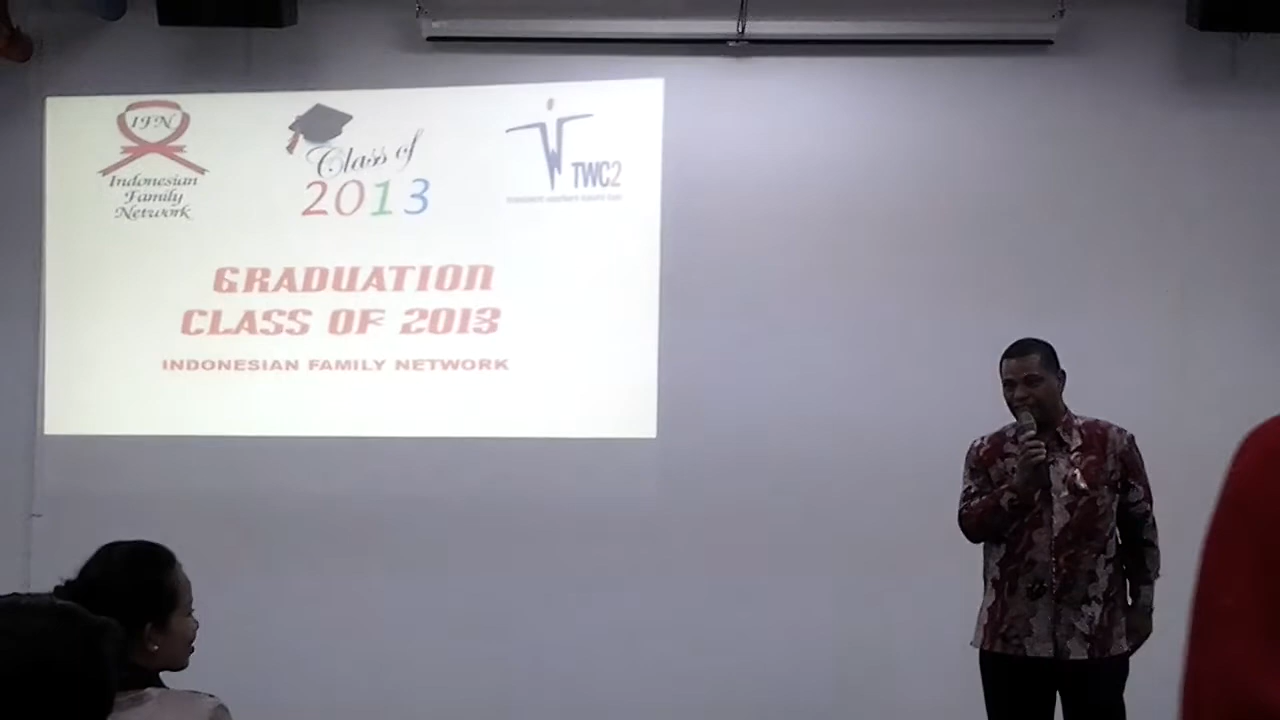 IFN
Indonesian
Family
Network
Class of
2013
TWC2
GRADUATION
CLASS OF 2013
INDONESIAN FAMILY NETWORK